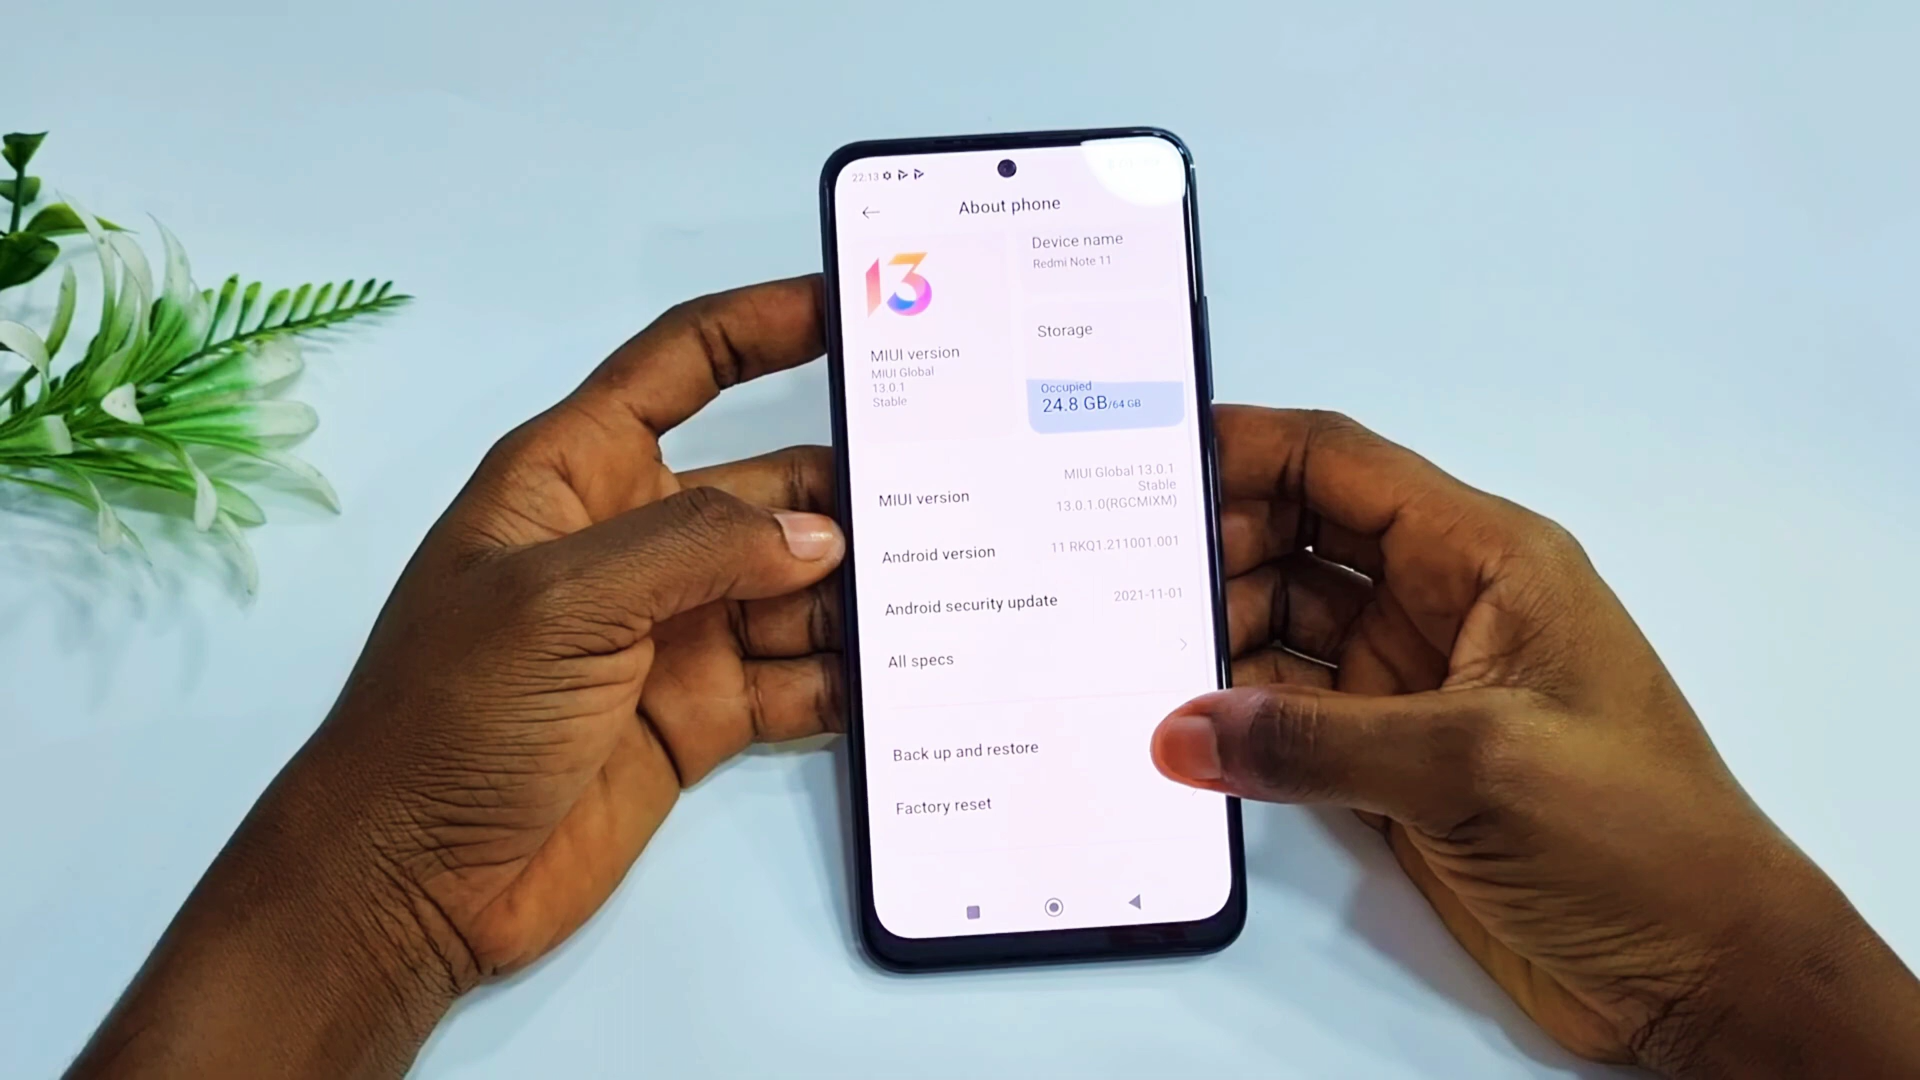 22:13
About phone
13
MIUI version
MIUI Global
13.0.1
Stable
Device name
Redmi Note 11
Storage
Occupied
24.8 GB/64 GB
MIUI version
MIUI Global 13.0.1
Stable
13.0.1.0(RGCMIXM)
Android version
11 RKQ1.211001.001
Android security update
2021-11-01
All specs
Back up and restore
Factory reset